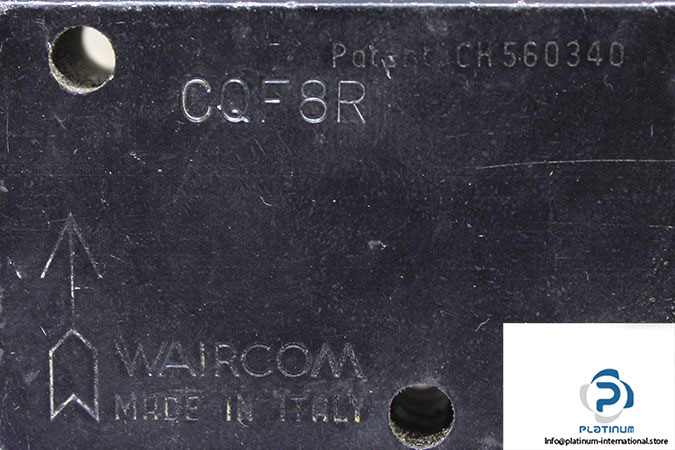 Patent CH 560340
CQF8R
WAIRCOM
MADE IN ITALY
PLATINUM
Info@platinum-international.store